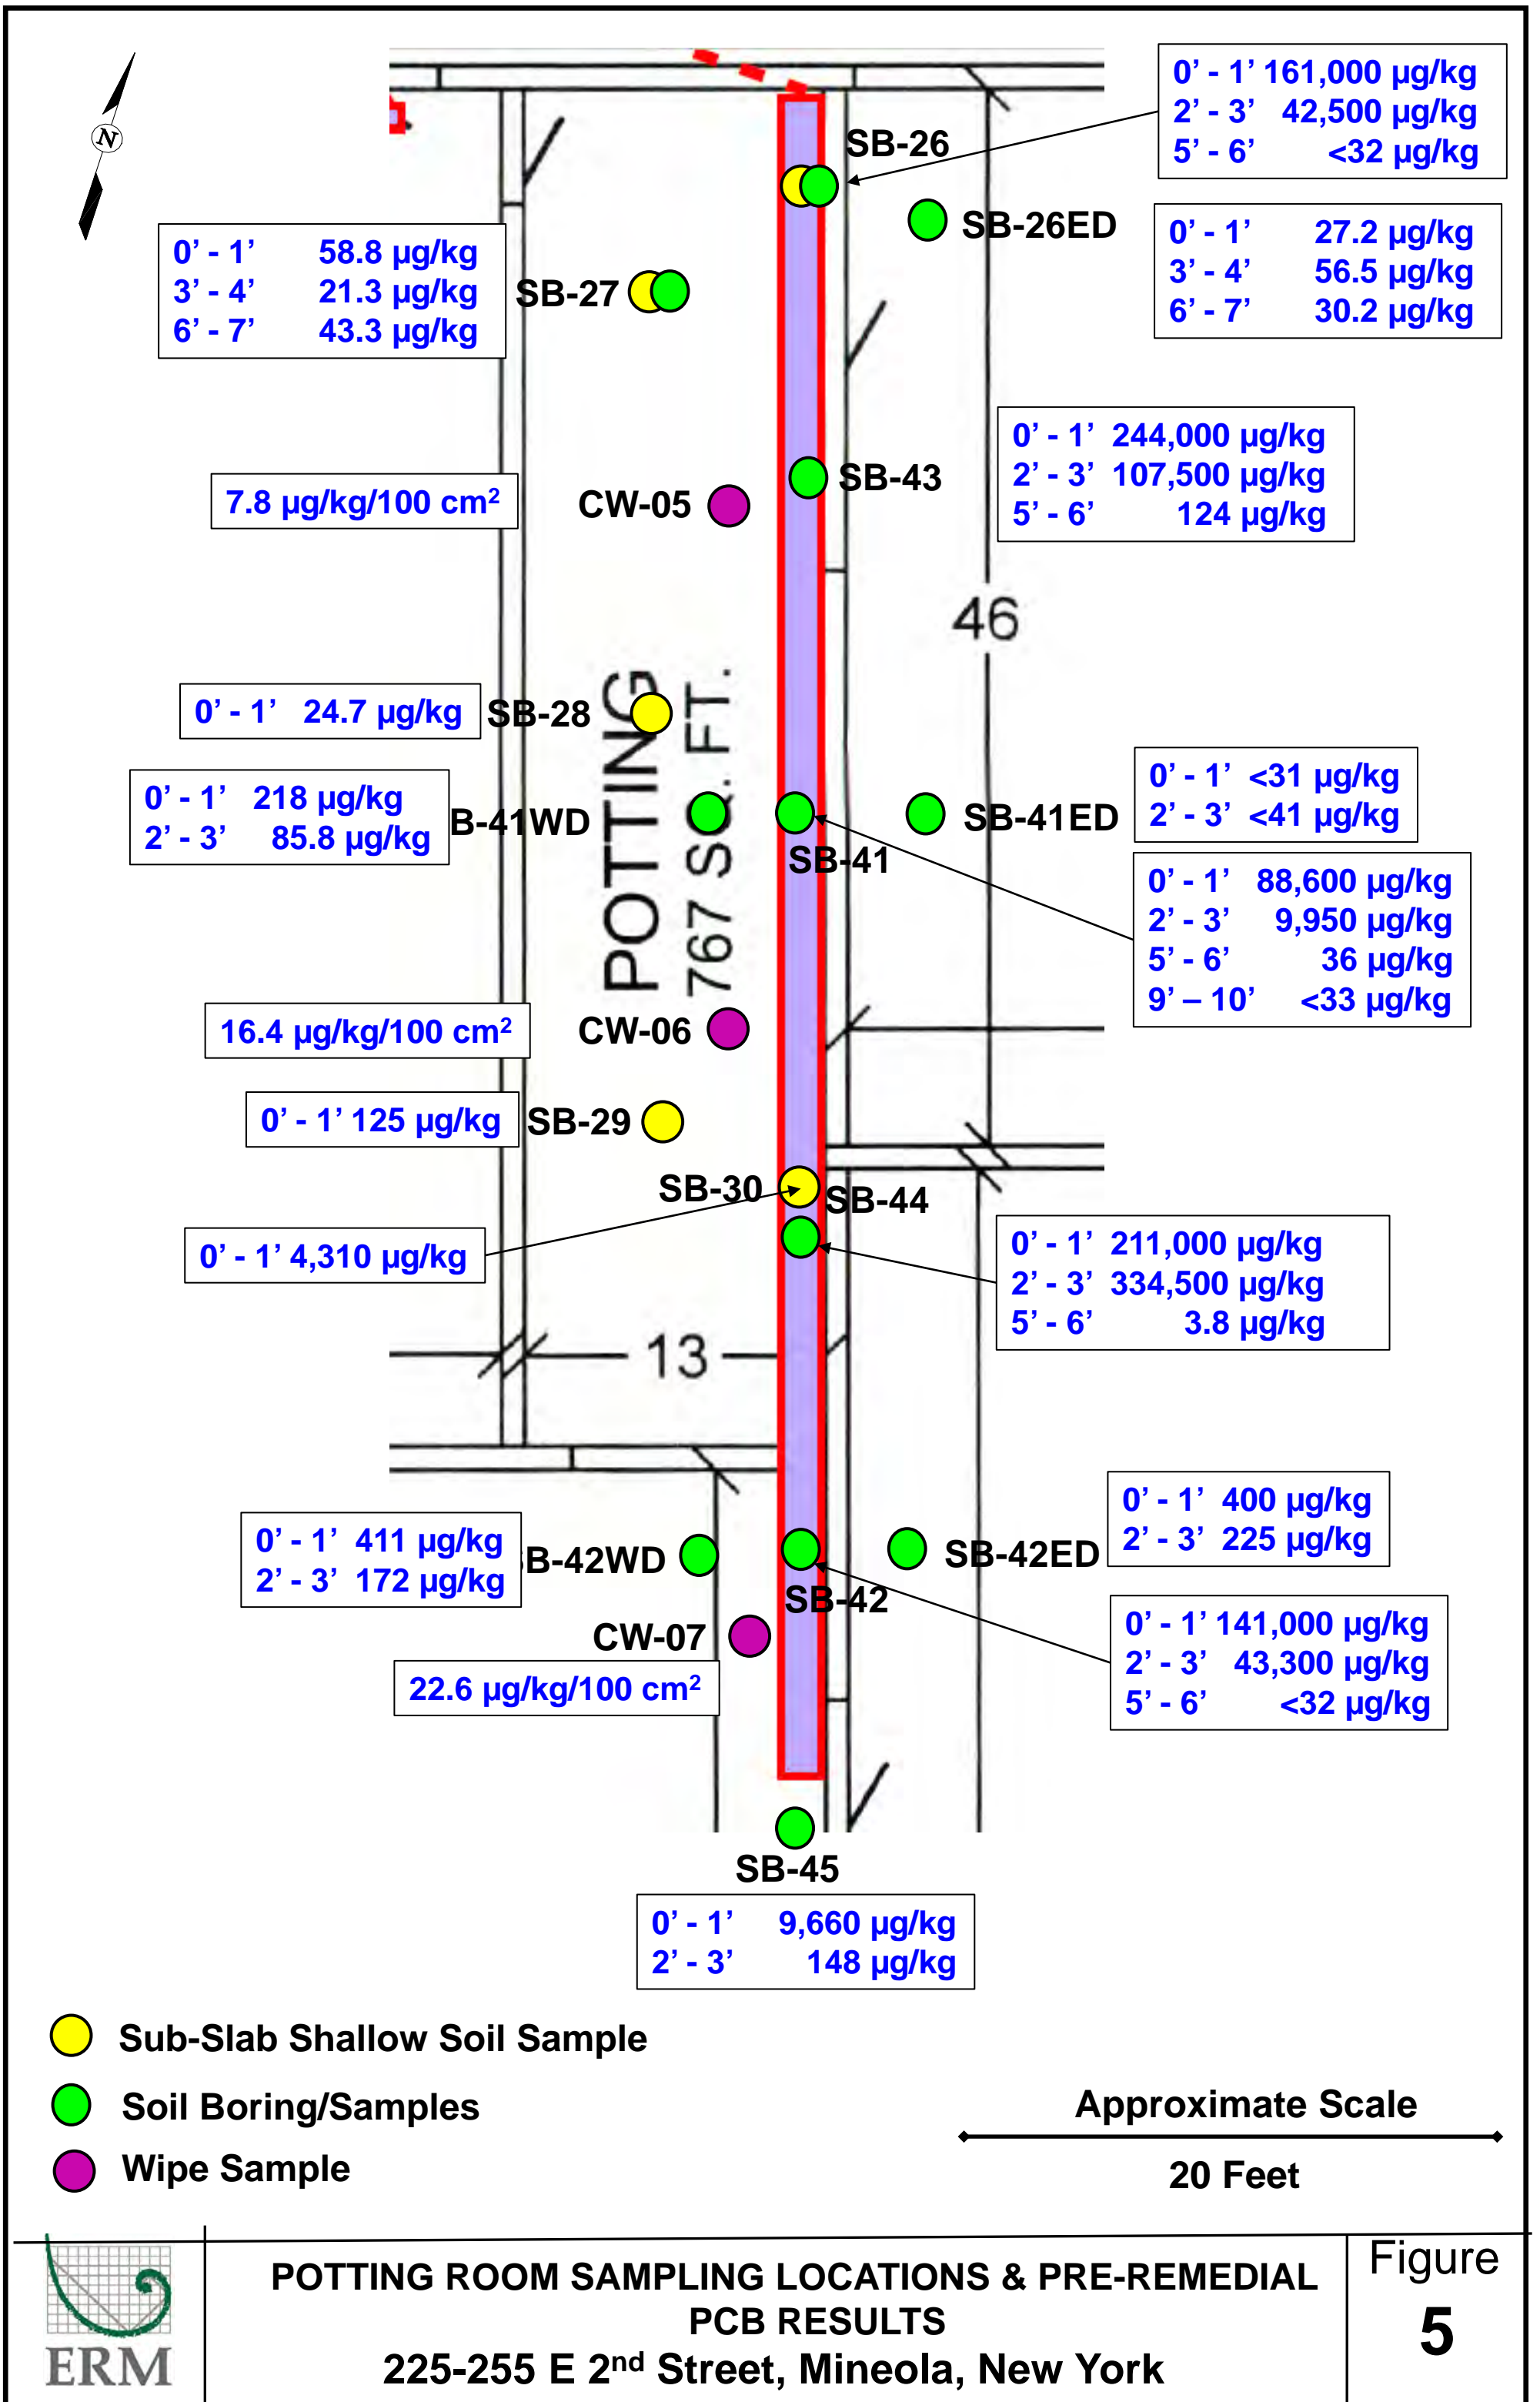 N
0’ - 1’ 161,000 µg/kg
2’ - 3’ 42,500 µg/kg
5’ - 6’ <32 µg/kg
SB-26
SB-26ED
0’ - 1’ 27.2 µg/kg
3’ - 4’ 56.5 µg/kg
6’ - 7’ 30.2 µg/kg
0’ - 1’ 58.8 µg/kg
3’ - 4’ 21.3 µg/kg
6’ - 7’ 43.3 µg/kg
SB-27
0’ - 1’ 244,000 µg/kg
2’ - 3’ 107,500 µg/kg
5’ - 6’ 124 µg/kg
SB-43
7.8 µg/kg/100 cm²
CW-05
46
POTTING
767 SQ. FT.
0’ - 1’ 24.7 µg/kg
SB-28
0’ - 1’ 218 µg/kg
2’ - 3’ 85.8 µg/kg
B-41WD
SB-41
SB-41ED
0’ - 1’ <31 µg/kg
2’ - 3’ <41 µg/kg
0’ - 1’ 88,600 µg/kg
2’ - 3’ 9,950 µg/kg
5’ - 6’ 36 µg/kg
9’ – 10’ <33 µg/kg
16.4 µg/kg/100 cm²
CW-06
0’ - 1’ 125 µg/kg
SB-29
SB-30
SB-44
0’ - 1’ 4,310 µg/kg
0’ - 1’ 211,000 µg/kg
2’ - 3’ 334,500 µg/kg
5’ - 6’ 3.8 µg/kg
13
0’ - 1’ 411 µg/kg
2’ - 3’ 172 µg/kg
B-42WD
SB-42
SB-42ED
0’ - 1’ 400 µg/kg
2’ - 3’ 225 µg/kg
0’ - 1’ 141,000 µg/kg
2’ - 3’ 43,300 µg/kg
5’ - 6’ <32 µg/kg
CW-07
22.6 µg/kg/100 cm²
SB-45
0’ - 1’ 9,660 µg/kg
2’ - 3’ 148 µg/kg
Sub-Slab Shallow Soil Sample
Soil Boring/Samples
Wipe Sample
Approximate Scale
20 Feet
ERM
POTTING ROOM SAMPLING LOCATIONS & PRE-REMEDIAL
PCB RESULTS
225-255 E 2nd Street, Mineola, New York
Figure
5